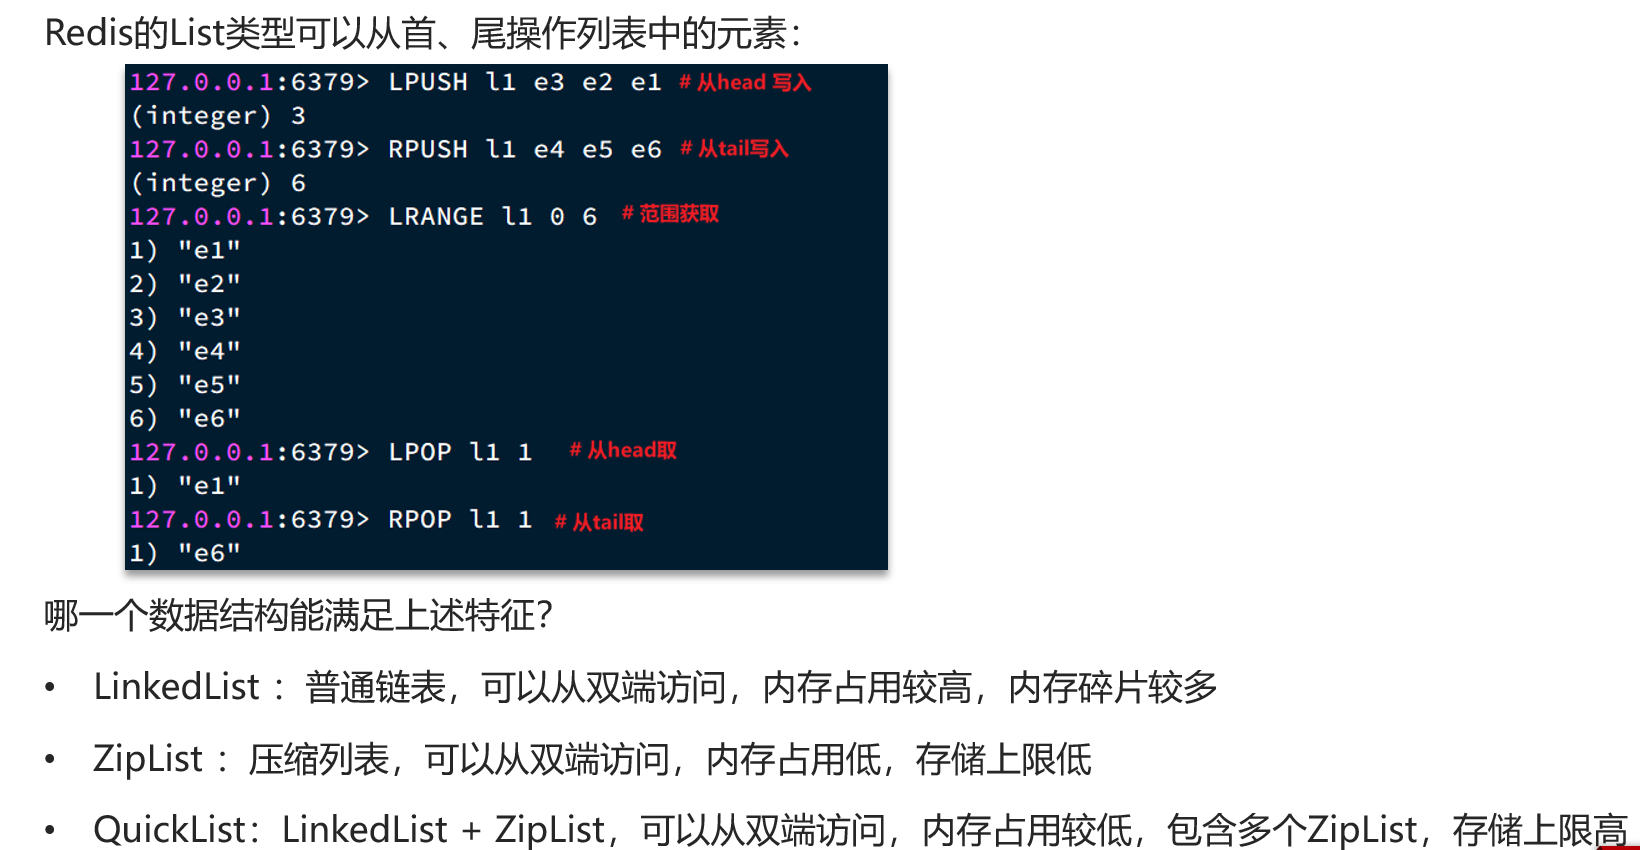 Redis的List类型可以从首、尾操作列表中的元素：
127.0.0.1:6379> LPUSH l1 e3 e2 e1 # 从head 写入
(integer) 3
127.0.0.1:6379> RPUSH l1 e4 e5 e6 # 从tail写入
(integer) 6
127.0.0.1:6379> LRANGE l1 0 6 # 范围获取
1) "e1"
2) "e2"
3) "e3"
4) "e4"
5) "e5"
6) "e6"
127.0.0.1:6379> LPOP l1 1 # 从head取
1) "e1"
127.0.0.1:6379> RPOP l1 1 # 从tail取
1) "e6"
哪一个数据结构能满足上述特征？
• LinkedList ：普通链表，可以从双端访问，内存占用较高，内存碎片较多
• ZipList ：压缩列表，可以从双端访问，内存占用低，存储上限低
• QuickList：LinkedList + ZipList，可以从双端访问，内存占用较低，包含多个ZipList，存储上限高